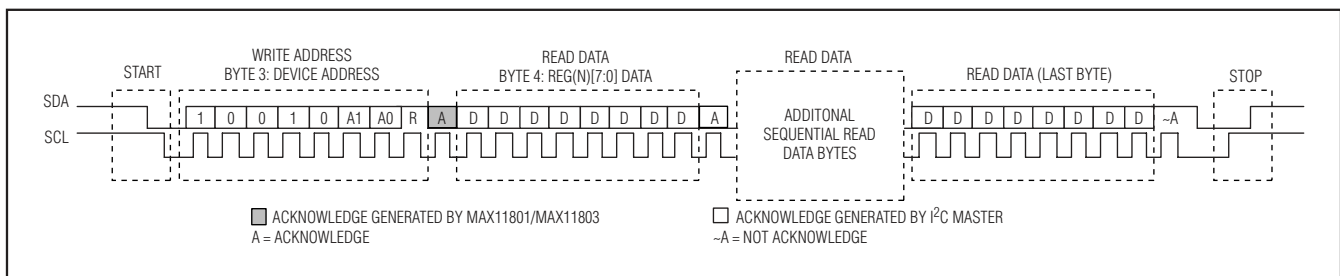 WRITE ADDRESS
BYTE 3: DEVICE ADDRESS
READ DATA
BYTE 4: REG(N)[7:0] DATA
READ DATA
START
READ DATA (LAST BYTE)
STOP
SDA
1 0 0 1 0 A1 A0 R A D D D D D D D D A
D D D D D D D D ~A
SCL
ADDITONAL
SEQUENTIAL READ
DATA BYTES
ACKNOWLEDGE GENERATED BY MAX11801/MAX11803
A = ACKNOWLEDGE
ACKNOWLEDGE GENERATED BY I²C MASTER
~A = NOT ACKNOWLEDGE